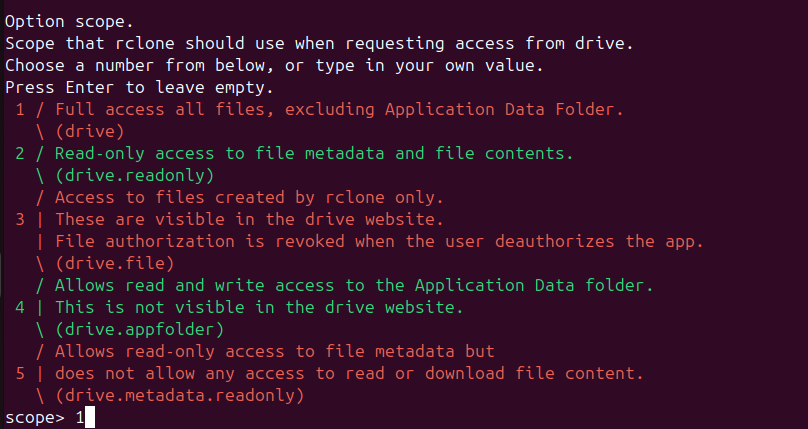 Option scope.
Scope that rclone should use when requesting access from drive.
Choose a number from below, or type in your own value.
Press Enter to leave empty.
 1 / Full access all files, excluding Application Data Folder.
   \ (drive)
 2 / Read-only access to file metadata and file contents.
   \ (drive.readonly)
   / Access to files created by rclone only.
 3 | These are visible in the drive website.
   | File authorization is revoked when the user deauthorizes the app.
   \ (drive.file)
   / Allows read and write access to the Application Data folder.
 4 | This is not visible in the drive website.
   \ (drive.appfolder)
   / Allows read-only access to file metadata but
 5 | does not allow any access to read or download file content.
   \ (drive.metadata.readonly)
scope> 1